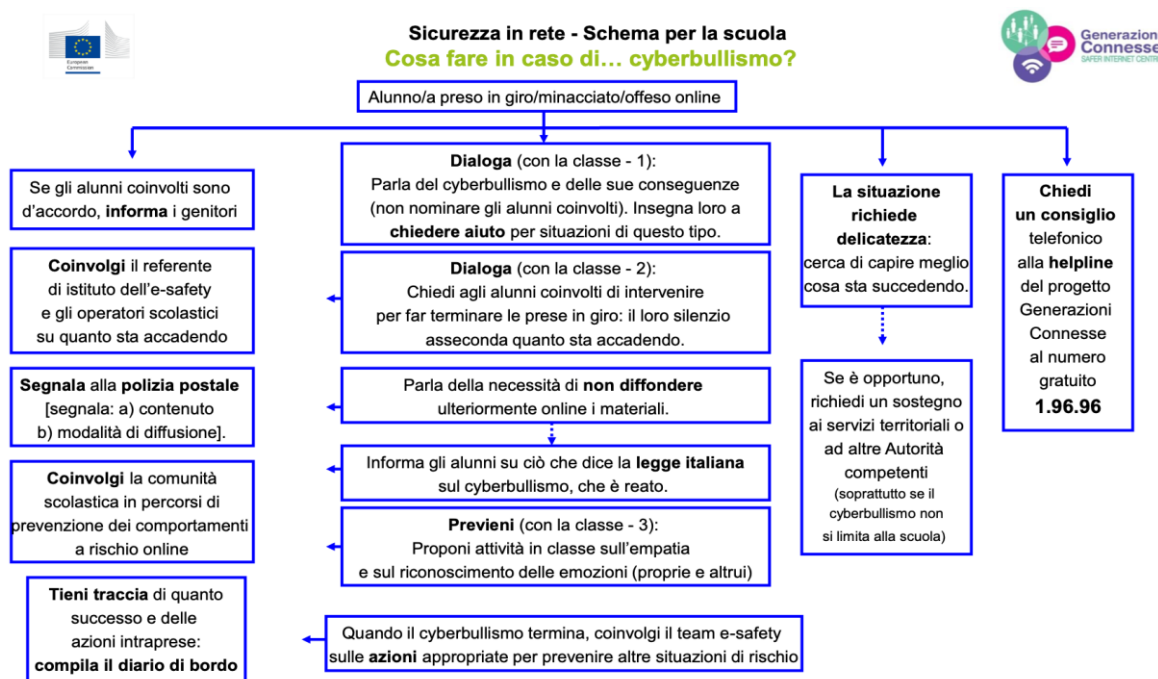 European
Commission
Sicurezza in rete - Schema per la scuola
Cosa fare in caso di… cyberbullismo?
Generazioni
Connesse
SAFER INTERNET CENTRE
Alunno/a preso in giro/minacciato/offeso online
Se gli alunni coinvolti sono
d'accordo, informa i genitori
Coinvolgi il referente
di istituto dell'e-safety
e gli operatori scolastici
su quanto sta accadendo
Segnala alla polizia postale
[segnala: a) contenuto
b) modalità di diffusione].
Coinvolgi la comunità
scolastica in percorsi di
prevenzione dei comportamenti
a rischio online
Tieni traccia di quanto
successo e delle
azioni intraprese:
compila il diario di bordo
Dialoga (con la classe - 1):
Parla del cyberbullismo e delle sue conseguenze
(non nominare gli alunni coinvolti). Insegna loro a
chiedere aiuto per situazioni di questo tipo.
Dialoga (con la classe - 2):
Chiedi agli alunni coinvolti di intervenire
per far terminare le prese in giro: il loro silenzio
asseconda quanto sta accadendo.
Parla della necessità di non diffondere
ulteriormente online i materiali.
Informa gli alunni su ciò che dice la legge italiana
sul cyberbullismo, che è reato.
Previeni (con la classe - 3):
Proponi attività in classe sull'empatia
e sul riconoscimento delle emozioni (proprie e altrui)
Quando il cyberbullismo termina, coinvolgi il team e-safety
sulle azioni appropriate per prevenire altre situazioni di rischio
La situazione
richiede
delicatezza:
cerca di capire meglio
cosa sta succedendo.
Se è opportuno,
richiedi un sostegno
ai servizi territoriali o
ad altre Autorità
competenti
(soprattutto se il
cyberbullismo non
si limita alla scuola)
Chiedi
un consiglio
telefonico
alla helpline
del progetto
Generazioni
Connesse
al numero
gratuito
1.96.96